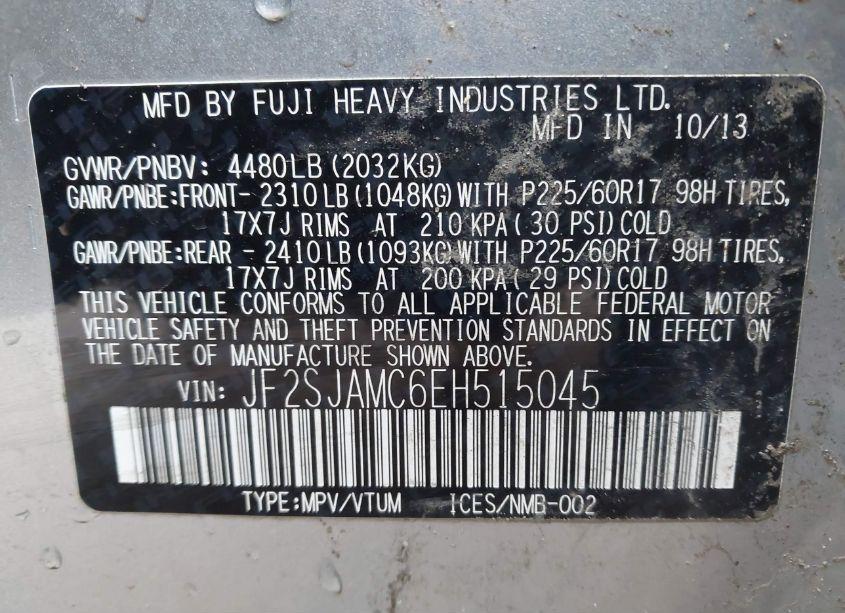 MFD BY FUJI HEAVY INDUSTRIES LTD.
MFD IN 10/13
GVWR/PNBV: 4480LB (2032KG)
GAWR/PNBE:FRONT- 2310LB (1048KG) WITH P225/60R17 98H TIRES,
17X7J RIMS AT 210 KPA ( 30 PSI) COLD
GAWR/PNBE:REAR - 2410LB (1093KG) WITH P225/60R17 98H TIRES,
17X7J RIMS AT 200 KPA ( 29 PSI) COLD
THIS VEHICLE CONFORMS TO ALL APPLICABLE FEDERAL MOTOR
VEHICLE SAFETY AND THEFT PREVENTION STANDARDS IN EFFECT ON
THE DATE OF MANUFACTURE SHOWN ABOVE.
VIN: JF2SJAMC6EH515045
TYPE:MPV/VTUM ICES/NMB-002